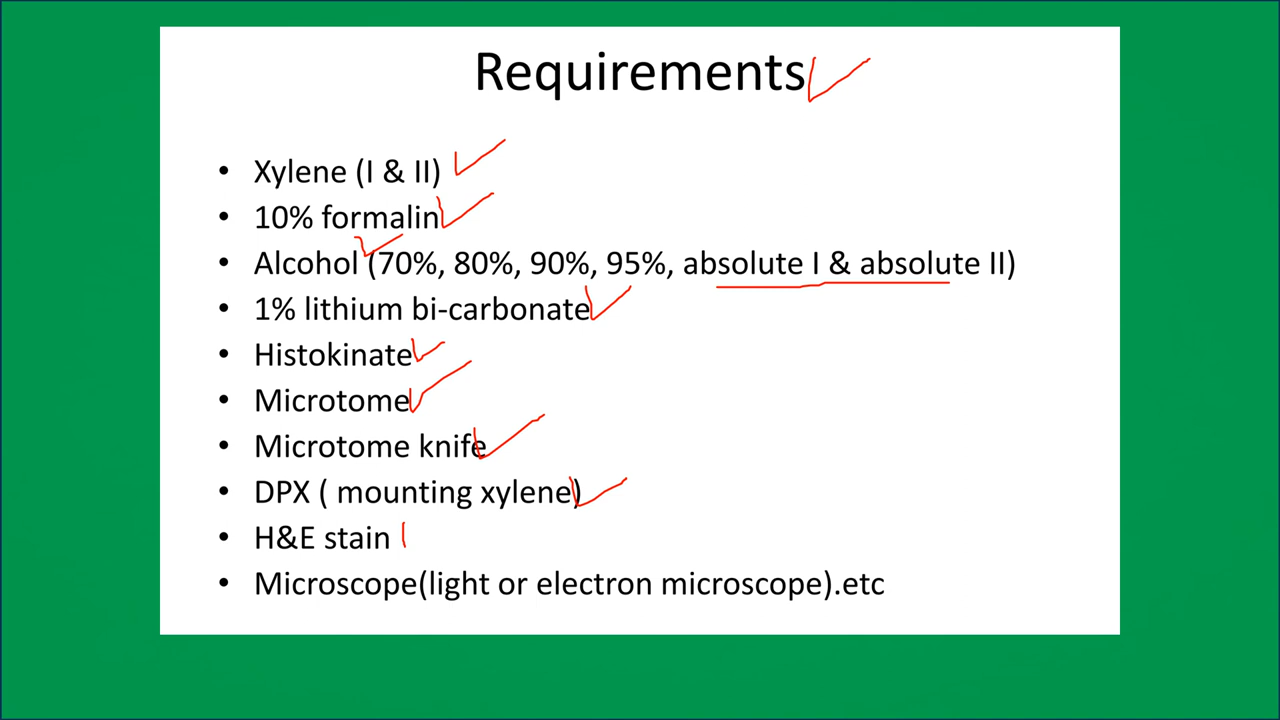 Requirements
• Xylene (I & II)
• 10% formalin
• Alcohol (70%, 80%, 90%, 95%, absolute I & absolute II)
• 1% lithium bi-carbonate
• Histokinate
• Microtome
• Microtome knife
• DPX ( mounting xylene)
• H&E stain
• Microscope(light or electron microscope).etc